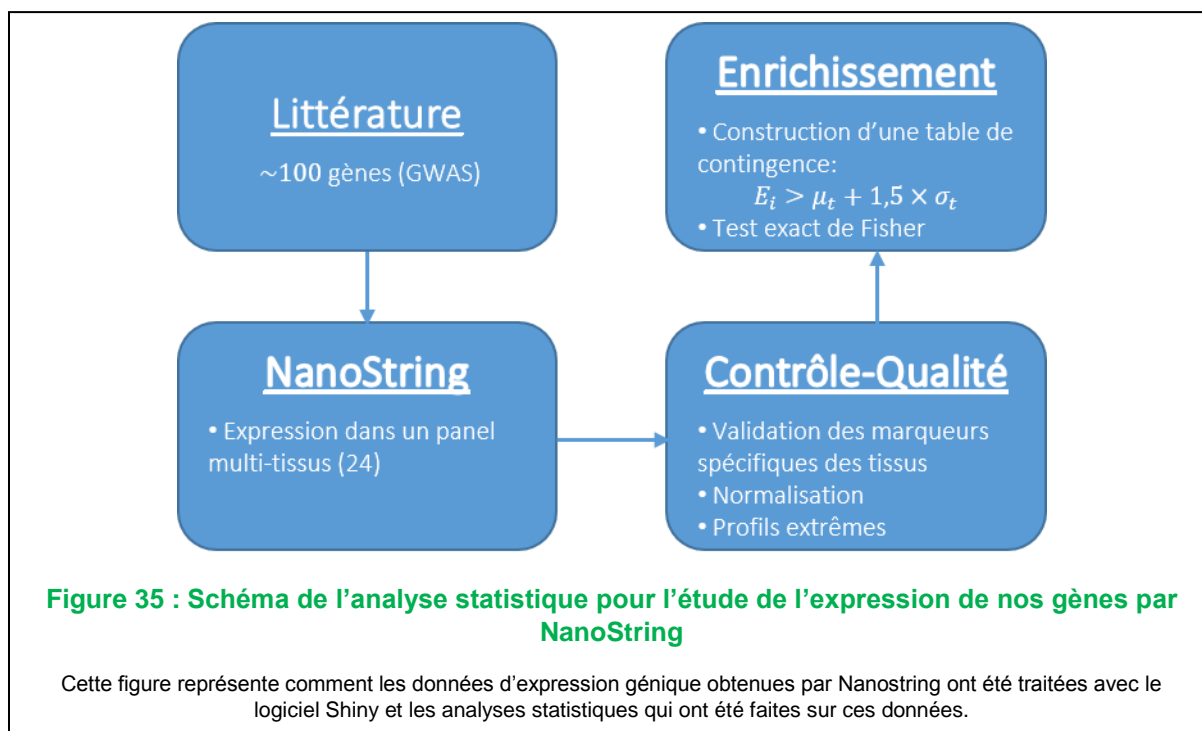 Littérature
~100 gènes (GWAS)
NanoString
• Expression dans un panel
multi-tissus (24)
Contrôle-Qualité
• Validation des marqueurs
spécifiques des tissus
• Normalisation
• Profils extrêmes
Enrichissement
• Construction d'une table de
contingence:
E_i > μ_t + 1,5 × σ_t
• Test exact de Fisher
Figure 35 : Schéma de l'analyse statistique pour l'étude de l'expression de nos gènes par
NanoString
Cette figure représente comment les données d'expression génique obtenues par Nanostring ont été traitées avec le
logiciel Shiny et les analyses statistiques qui ont été faites sur ces données.